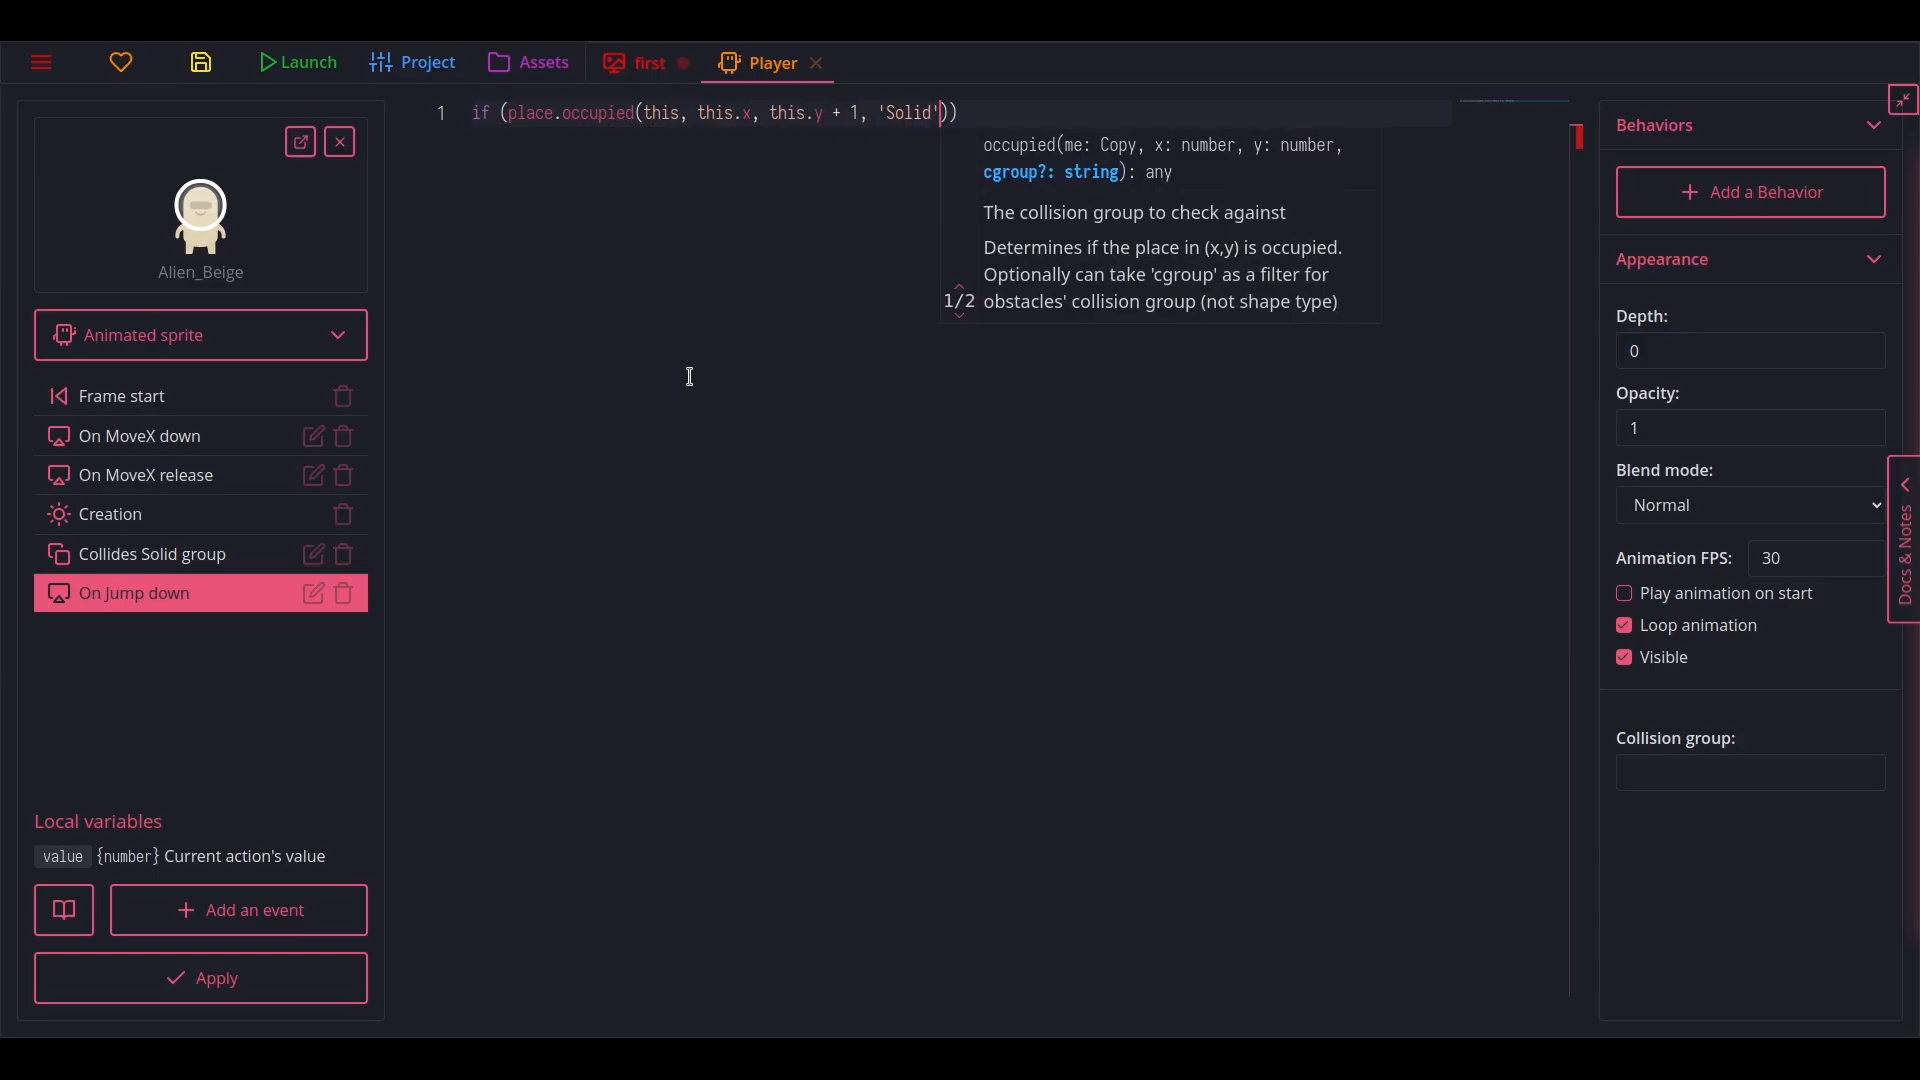 Launch
Project
Assets
first
Player
Alien_Beige
Animated sprite
Frame start
On MoveX down
On MoveX release
Creation
Collides Solid group
On Jump down
Local variables
value {number} Current action's value
Add an event
Apply
1 if (place.occupied(this, this.x, this.y + 1, 'Solid'))
occupied(me: Copy, x: number, y: number,
cgroup?: string): any
The collision group to check against
Determines if the place in (x,y) is occupied.
Optionally can take 'cgroup' as a filter for
1/2 obstacles' collision group (not shape type)
Behaviors
Add a Behavior
Appearance
Depth:
0
Opacity:
1
Blend mode:
Normal
Animation FPS: 30
Play animation on start
Loop animation
Visible
Collision group:
Docs & Notes